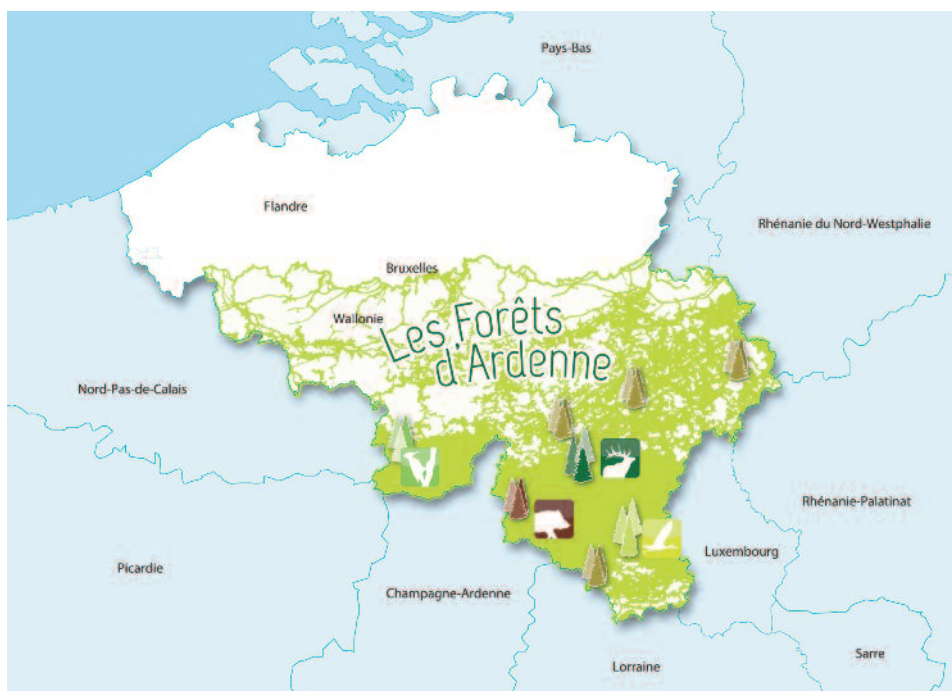 Pays-Bas
Flandre
Rhénanie du Nord-Westphalie
Bruxelles
Wallonie
Les Forêts
d'Ardenne
Nord-Pas-de-Calais
Rhénanie-Palatinat
Luxembourg
Picardie
Champagne-Ardenne
Sarre
Lorraine